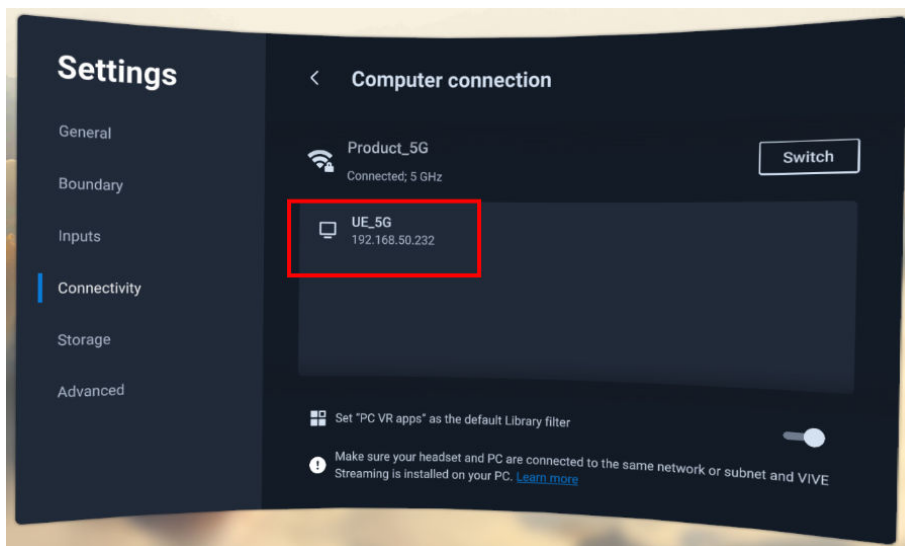 Settings
General
Boundary
Inputs
Connectivity
Storage
Advanced
Computer connection
Product_5G
Connected; 5 GHz
Switch
UE_5G
192.168.50.232
Set "PC VR apps" as the default Library filter
Make sure your headset and PC are connected to the same network or subnet and VIVE
Streaming is installed on your PC. Learn more